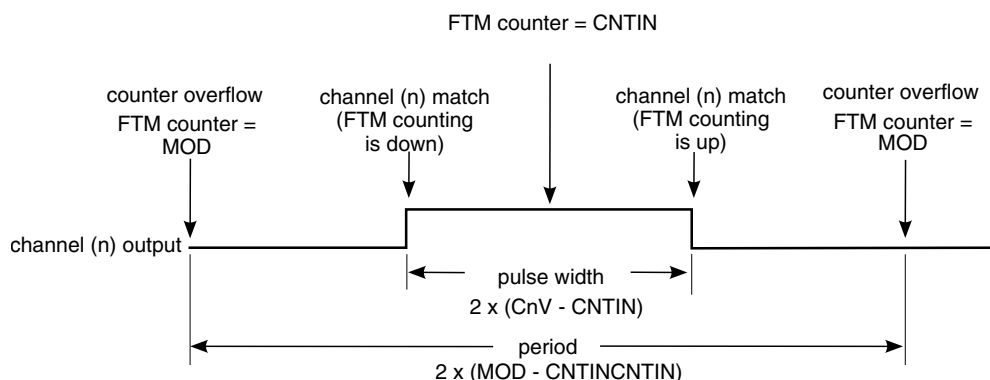 FTM counter = CNTIN
counter overflow
FTM counter =
MOD
channel (n) match
(FTM counting
is down)
channel (n) match
(FTM counting
is up)
counter overflow
FTM counter =
MOD
channel (n) output
pulse width
2 x (CnV - CNTIN)
period
2 x (MOD - CNTINCNTIN)